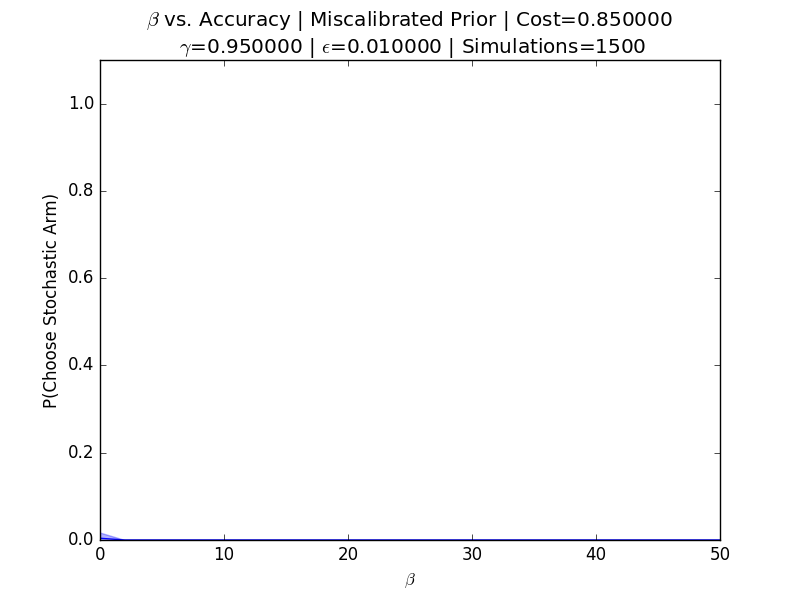 β vs. Accuracy | Miscalibrated Prior | Cost=0.850000
γ=0.950000 | ϵ=0.010000 | Simulations=1500
1.0
0.8
0.6
0.4
0.2
0.0
P(Choose Stochastic Arm)
0 10 20 30 40 50
β